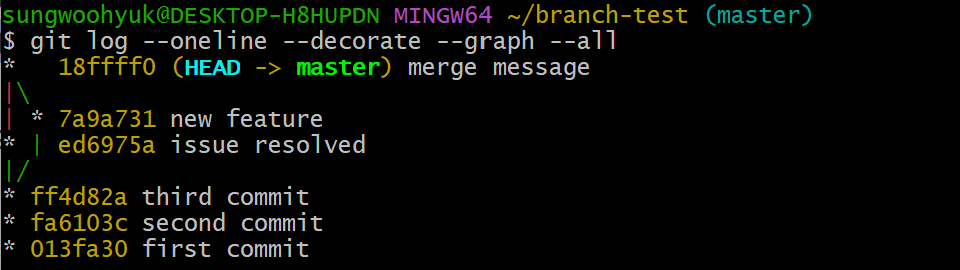 sungwoohyuk@DESKTOP-H8HUPDN MINGW64 ~/branch-test (master)
$ git log --oneline --decorate --graph --all
*   18ffff0 (HEAD -> master) merge message
|\
| * 7a9a731 new feature
* | ed6975a issue resolved
|/
* ff4d82a third commit
* fa6103c second commit
* 013fa30 first commit